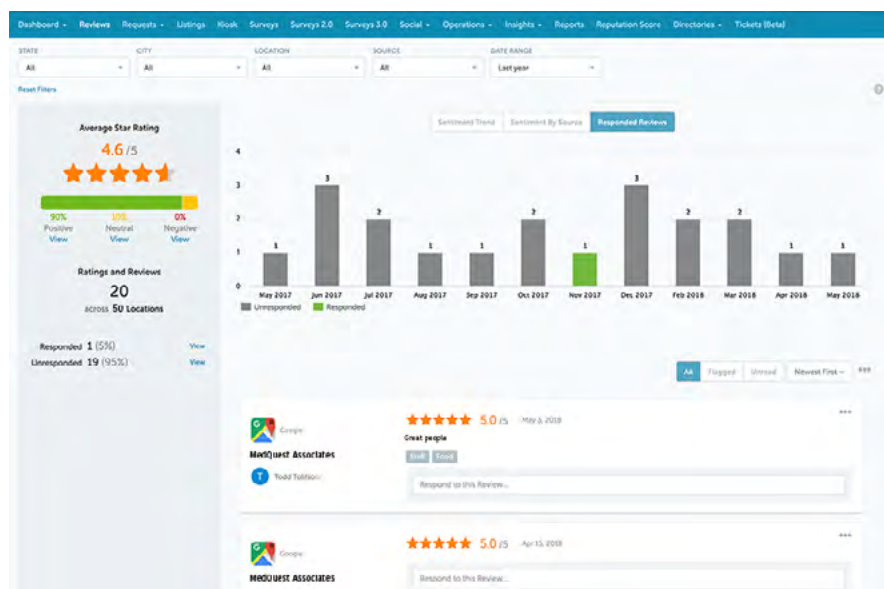 Dashboard Reviews Requests Listings Kiosk Surveys Surveys 2.0 Surveys 3.0 Social Operations Insights Reports Reputation Score Directories Tickets (Beta)
STATE CITY LOCATION SOURCE DATE RANGE
All All All All Last year
Reset Filters
Average Star Rating
4.6 /5
90% 10% 0%
Positive Neutral Negative
View View View
Ratings and Reviews
20
across 50 Locations
Responded 1 (5%) View
Unresponded 19 (95%) View
Sentiment Trend Sentiment By Source Responded Reviews
4
3
2
1
0
1 3 2 1 1 2 1 3 2 2 1 1
May 2017 Jun 2017 Jul 2017 Aug 2017 Sep 2017 Oct 2017 Nov 2017 Dec 2017 Feb 2018 Mar 2018 Apr 2018 May 2018
Unresponded Responded
All Flagged Unread Newest First
Google
MedQuest Associates
T Todd
5.0 /5 May 3, 2018
Great people
Staff Food
Respond to this Review...
Google
MedQuest Associates
5.0 /5 Apr 15, 2018
Respond to this Review...